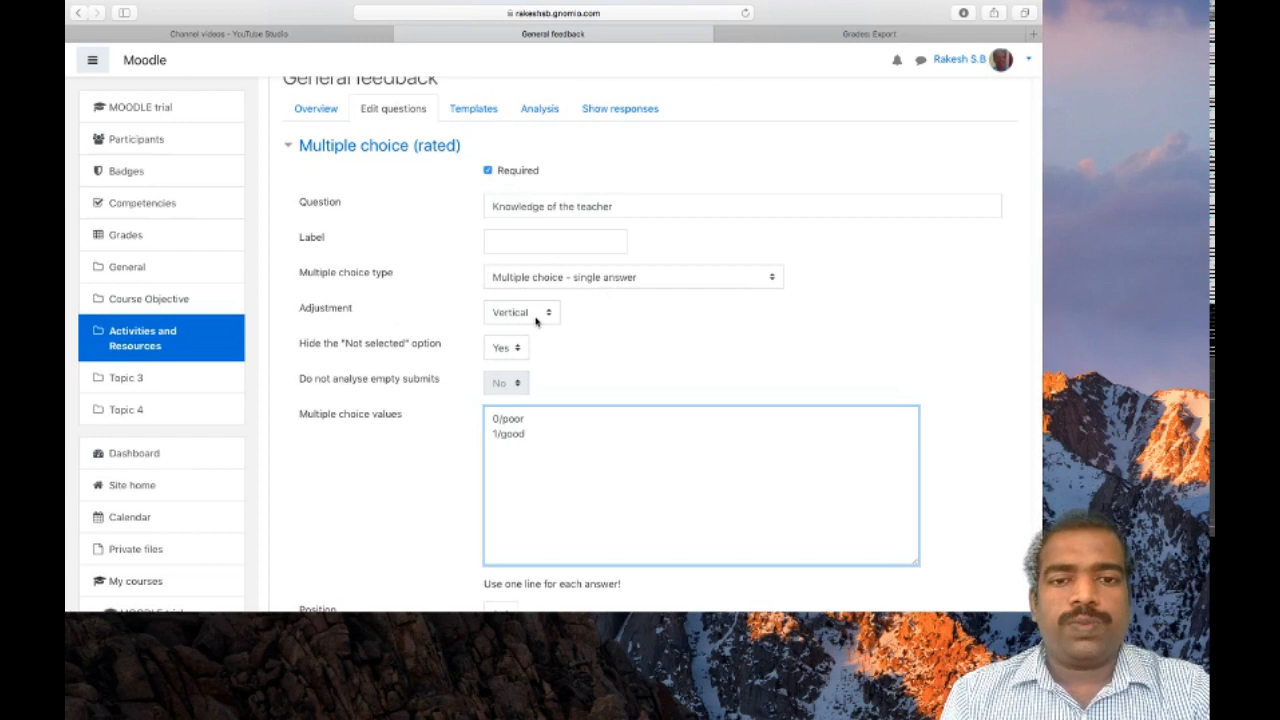 rakeshsb.gnomio.com
Channel videos - YouTube Studio
General feedback
Grades: Export
Moodle
Rakesh S.B
General feedback
MOODLE trial
Participants
Badges
Competencies
Grades
General
Course Objective
Activities and
Resources
Topic 3
Topic 4
Dashboard
Site home
Calendar
Private files
My courses
MOODLE trial
Overview
Edit questions
Templates
Analysis
Show responses
Multiple choice (rated)
Required
Question
Knowledge of the teacher
Label
Multiple choice type
Multiple choice - single answer
Adjustment
Vertical
Hide the "Not selected" option
Yes
Do not analyse empty submits
No
Multiple choice values
0/poor
1/good
Use one line for each answer!
Position